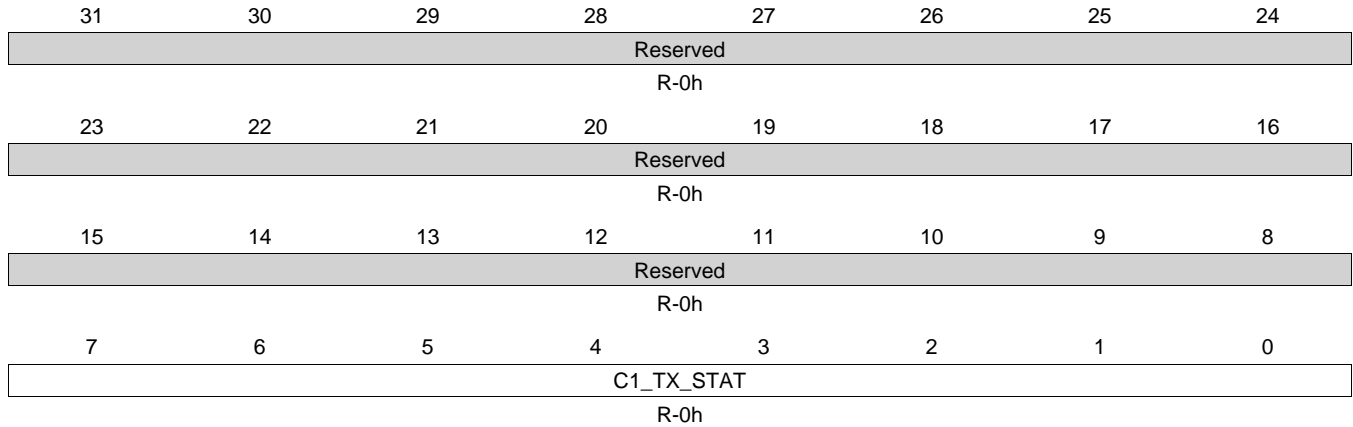 31 30 29 28 27 26 25 24
Reserved
R-0h
23 22 21 20 19 18 17 16
Reserved
R-0h
15 14 13 12 11 10 9 8
Reserved
R-0h
7 6 5 4 3 2 1 0
C1_TX_STAT
R-0h